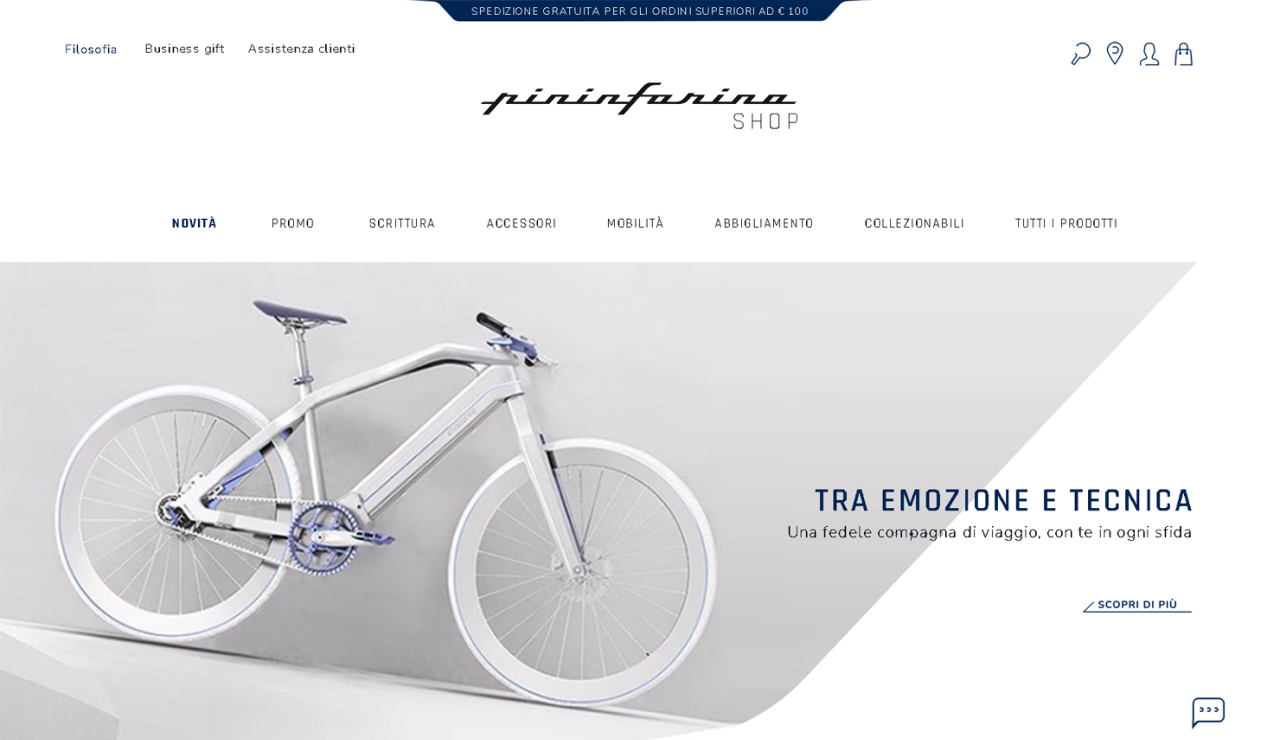 SPEDIZIONE GRATUITA PER GLI ORDINI SUPERIORI AD € 100
Filosofia
Business gift
Assistenza clienti
pininfarina
SHOP
NOVITÀ
PROMO
SCRITTURA
ACCESSORI
MOBILITÀ
ABBIGLIAMENTO
COLLEZIONABILI
TUTTI I PRODOTTI
TRA EMOZIONE E TECNICA
Una fedele compagna di viaggio, con te in ogni sfida
SCOPRI DI PIÙ